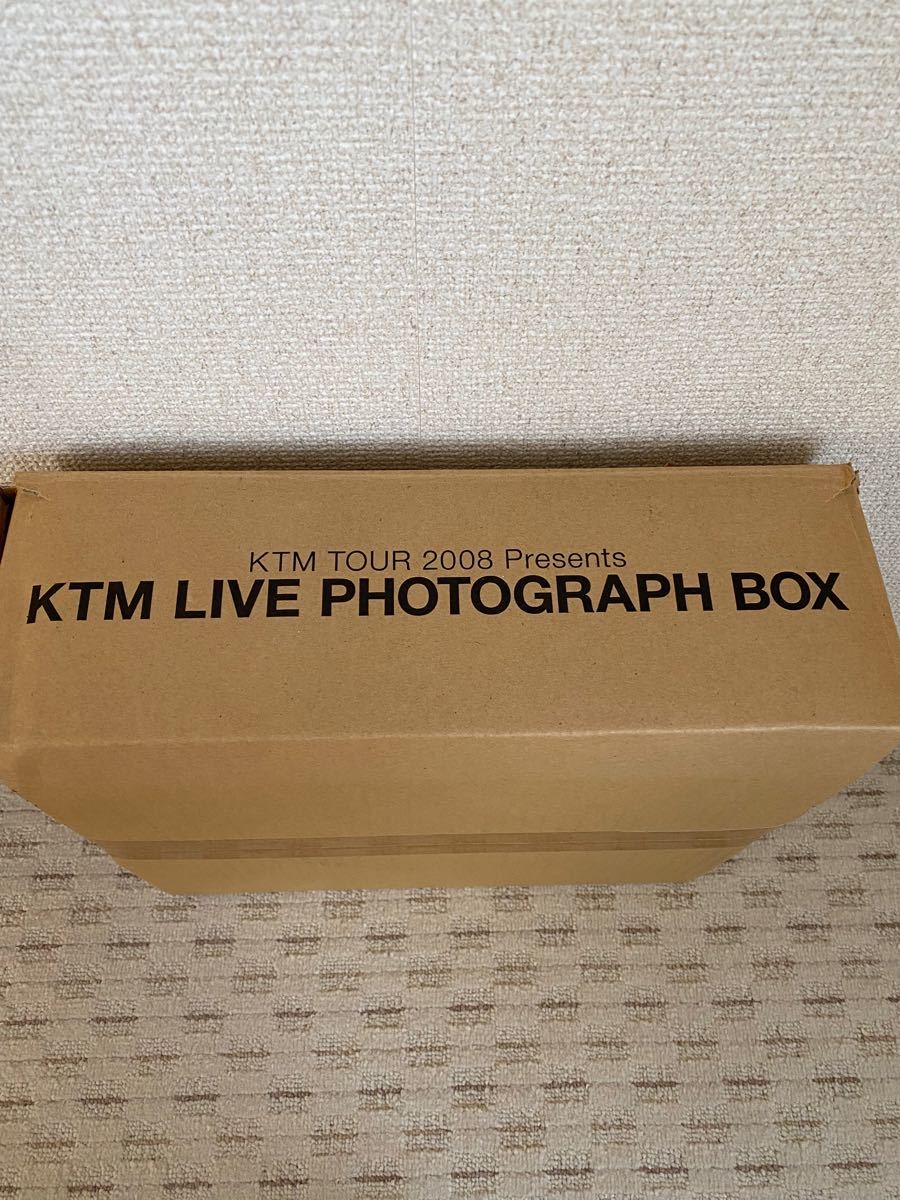 KTM TOUR 2008 Presents
KTM LIVE PHOTOGRAPH BOX